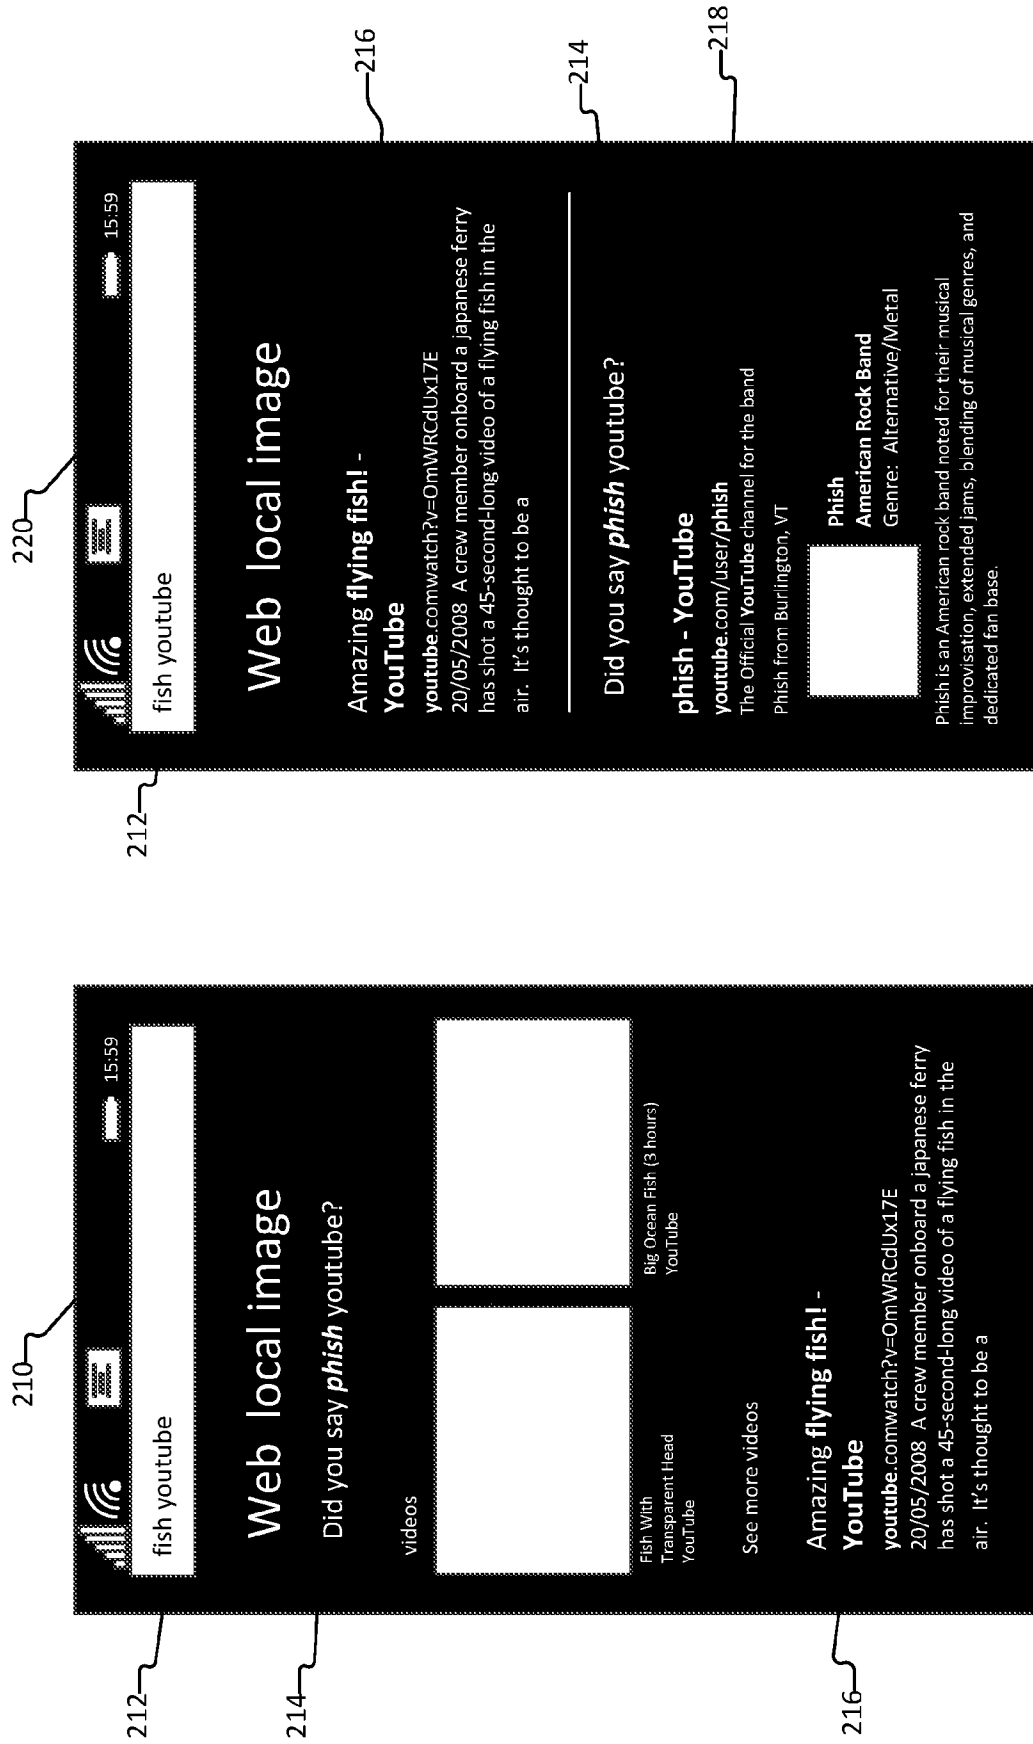 210
15:59
212
fish youtube
Web local image
214
Did you say phish youtube?
videos
Fish With
Transparent Head
YouTube
Big Ocean Fish (3 hours)
YouTube
See more videos
216
Amazing flying fish! -
YouTube
youtube.comwatch?v=OmWRCdUx17E
20/05/2008 A crew member onboard a japanese ferry
has shot a 45-second-long video of a flying fish in the
air. It's thought to be a
220
15:59
212
fish youtube
Web local image
216
Amazing flying fish! -
YouTube
youtube.comwatch?v=OmWRCdUx17E
20/05/2008 A crew member onboard a japanese ferry
has shot a 45-second-long video of a flying fish in the
air. It's thought to be a
214
Did you say phish youtube?
218
phish - YouTube
youtube.com/user/phish
The Official YouTube channel for the band
Phish from Burlington, VT
Phish
American Rock Band
Genre: Alternative/Metal
Phish is an American rock band noted for their musical
improvisation, extended jams, blending of musical genres, and
dedicated fan base.